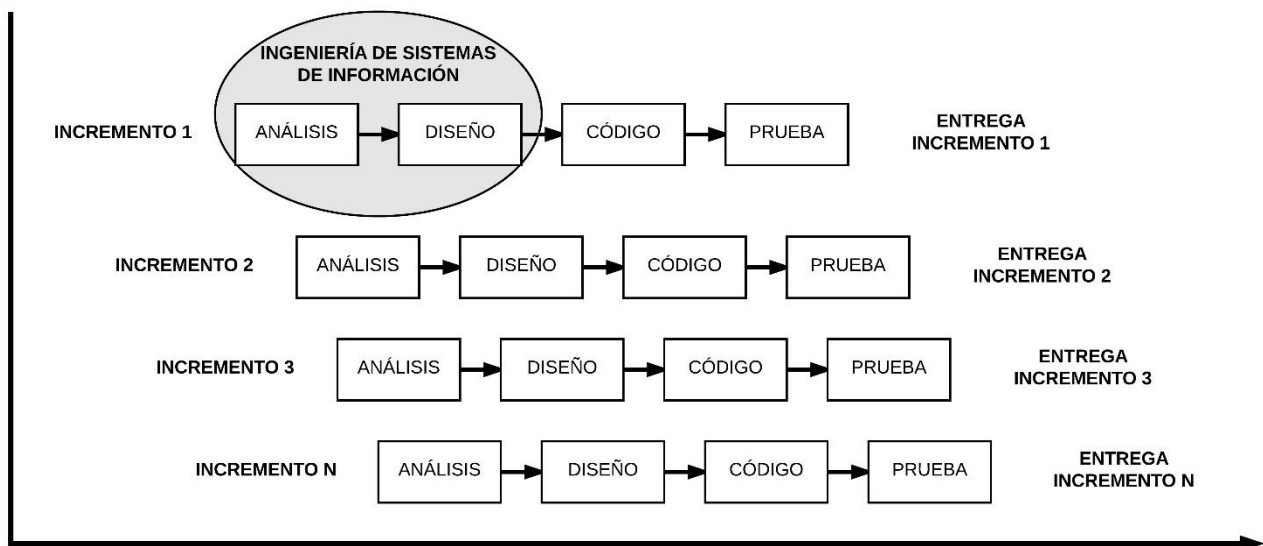 INGENIERÍA DE SISTEMAS
DE INFORMACIÓN
INCREMENTO 1
ANÁLISIS
DISEÑO
CÓDIGO
PRUEBA
ENTREGA
INCREMENTO 1
INCREMENTO 2
ANÁLISIS
DISEÑO
CÓDIGO
PRUEBA
ENTREGA
INCREMENTO 2
INCREMENTO 3
ANÁLISIS
DISEÑO
CÓDIGO
PRUEBA
ENTREGA
INCREMENTO 3
INCREMENTO N
ANÁLISIS
DISEÑO
CÓDIGO
PRUEBA
ENTREGA
INCREMENTO N